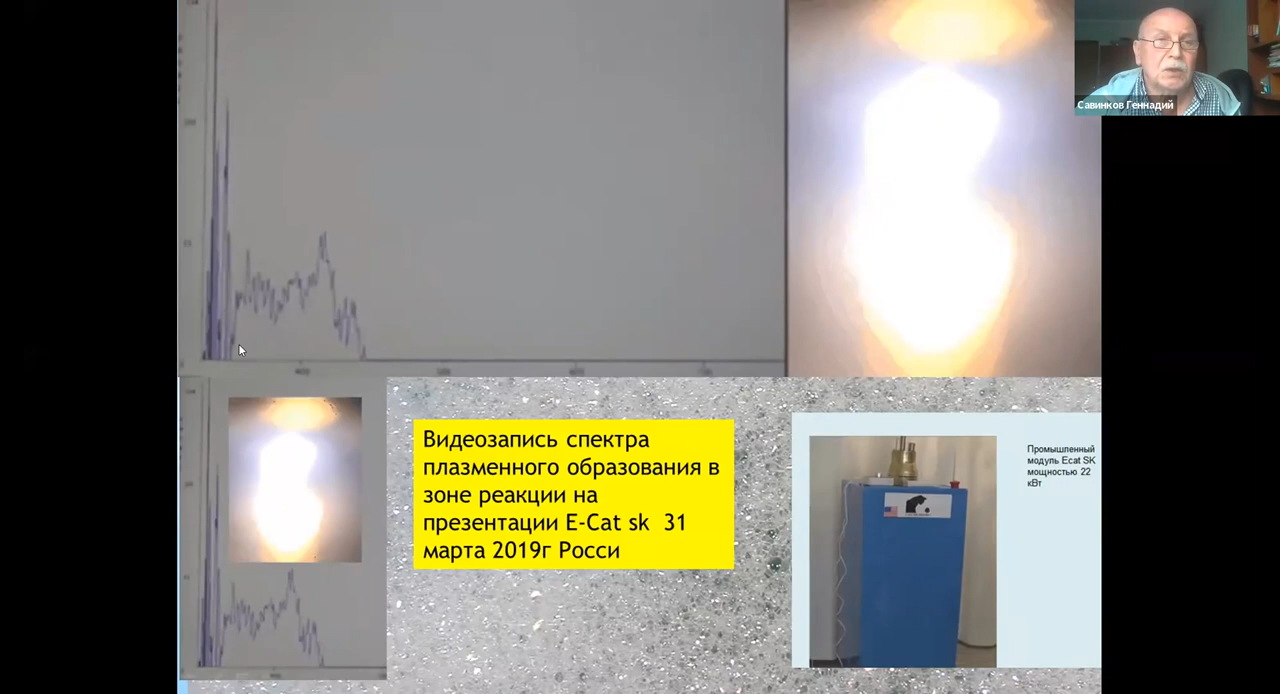 Савинков Геннадий
Видеозапись спектра
плазменного образования в
зоне реакции на
презентации E-Cat sk 31
марта 2019г Росси
Промышленный
модуль Ecat SK
мощностью 22
кВт